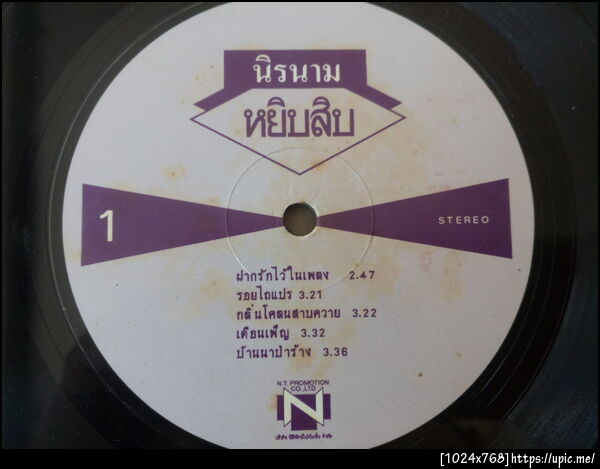 นิรนาม
หยิบสิบ
1
STEREO
ฝากรักไว้ในเพลง 2.47
รอยไถแปร 3.21
กลิ่นโคลนสาบควาย 3.22
เดือนเพ็ญ 3.32
บ้านนาป่าร้าง 3.36
N.T. PROMOTION
CO.,LTD
N
[1024x768]https://upic.me/